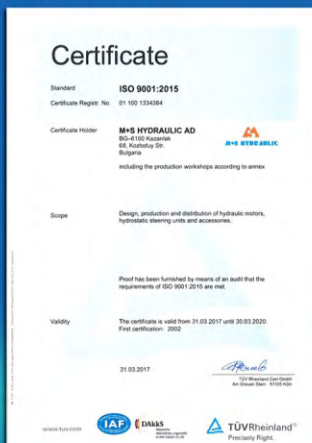 Certificate
Standard ISO 9001:2015
Certificate Registr. No. 01 100 1334384
Certificate Holder M+S HYDRAULIC AD
BG–6100 Kazanlak
68, Kozloduy Str.
Bulgaria
M+S HYDRAULIC
including the production workshops according to annex
Scope Design, production and distribution of hydraulic motors,
hydrostatic steering units and accessories.
Proof has been furnished by means of an audit that the
requirements of ISO 9001:2015 are met.
Validity The certificate is valid from 31.03.2017 until 30.03.2020.
First certification: 2002
31.03.2017
TÜV Rheinland Cert GmbH
Am Grauen Stein · 51105 Köln
www.tuv.com
IAF
DAkkS
Deutsche
Akkreditierungsstelle
TÜVRheinland®
Precisely Right.